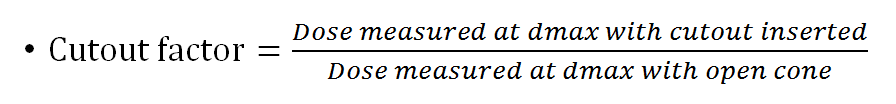 • Cutout factor = Dose measured at dmax with cutout inserted
Dose measured at dmax with open cone